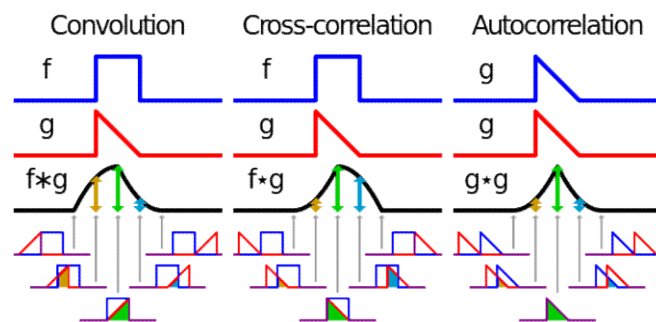 Convolution
Cross-correlation
Autocorrelation
f
f
g
g
g
g
f∗g
f⋆g
g⋆g